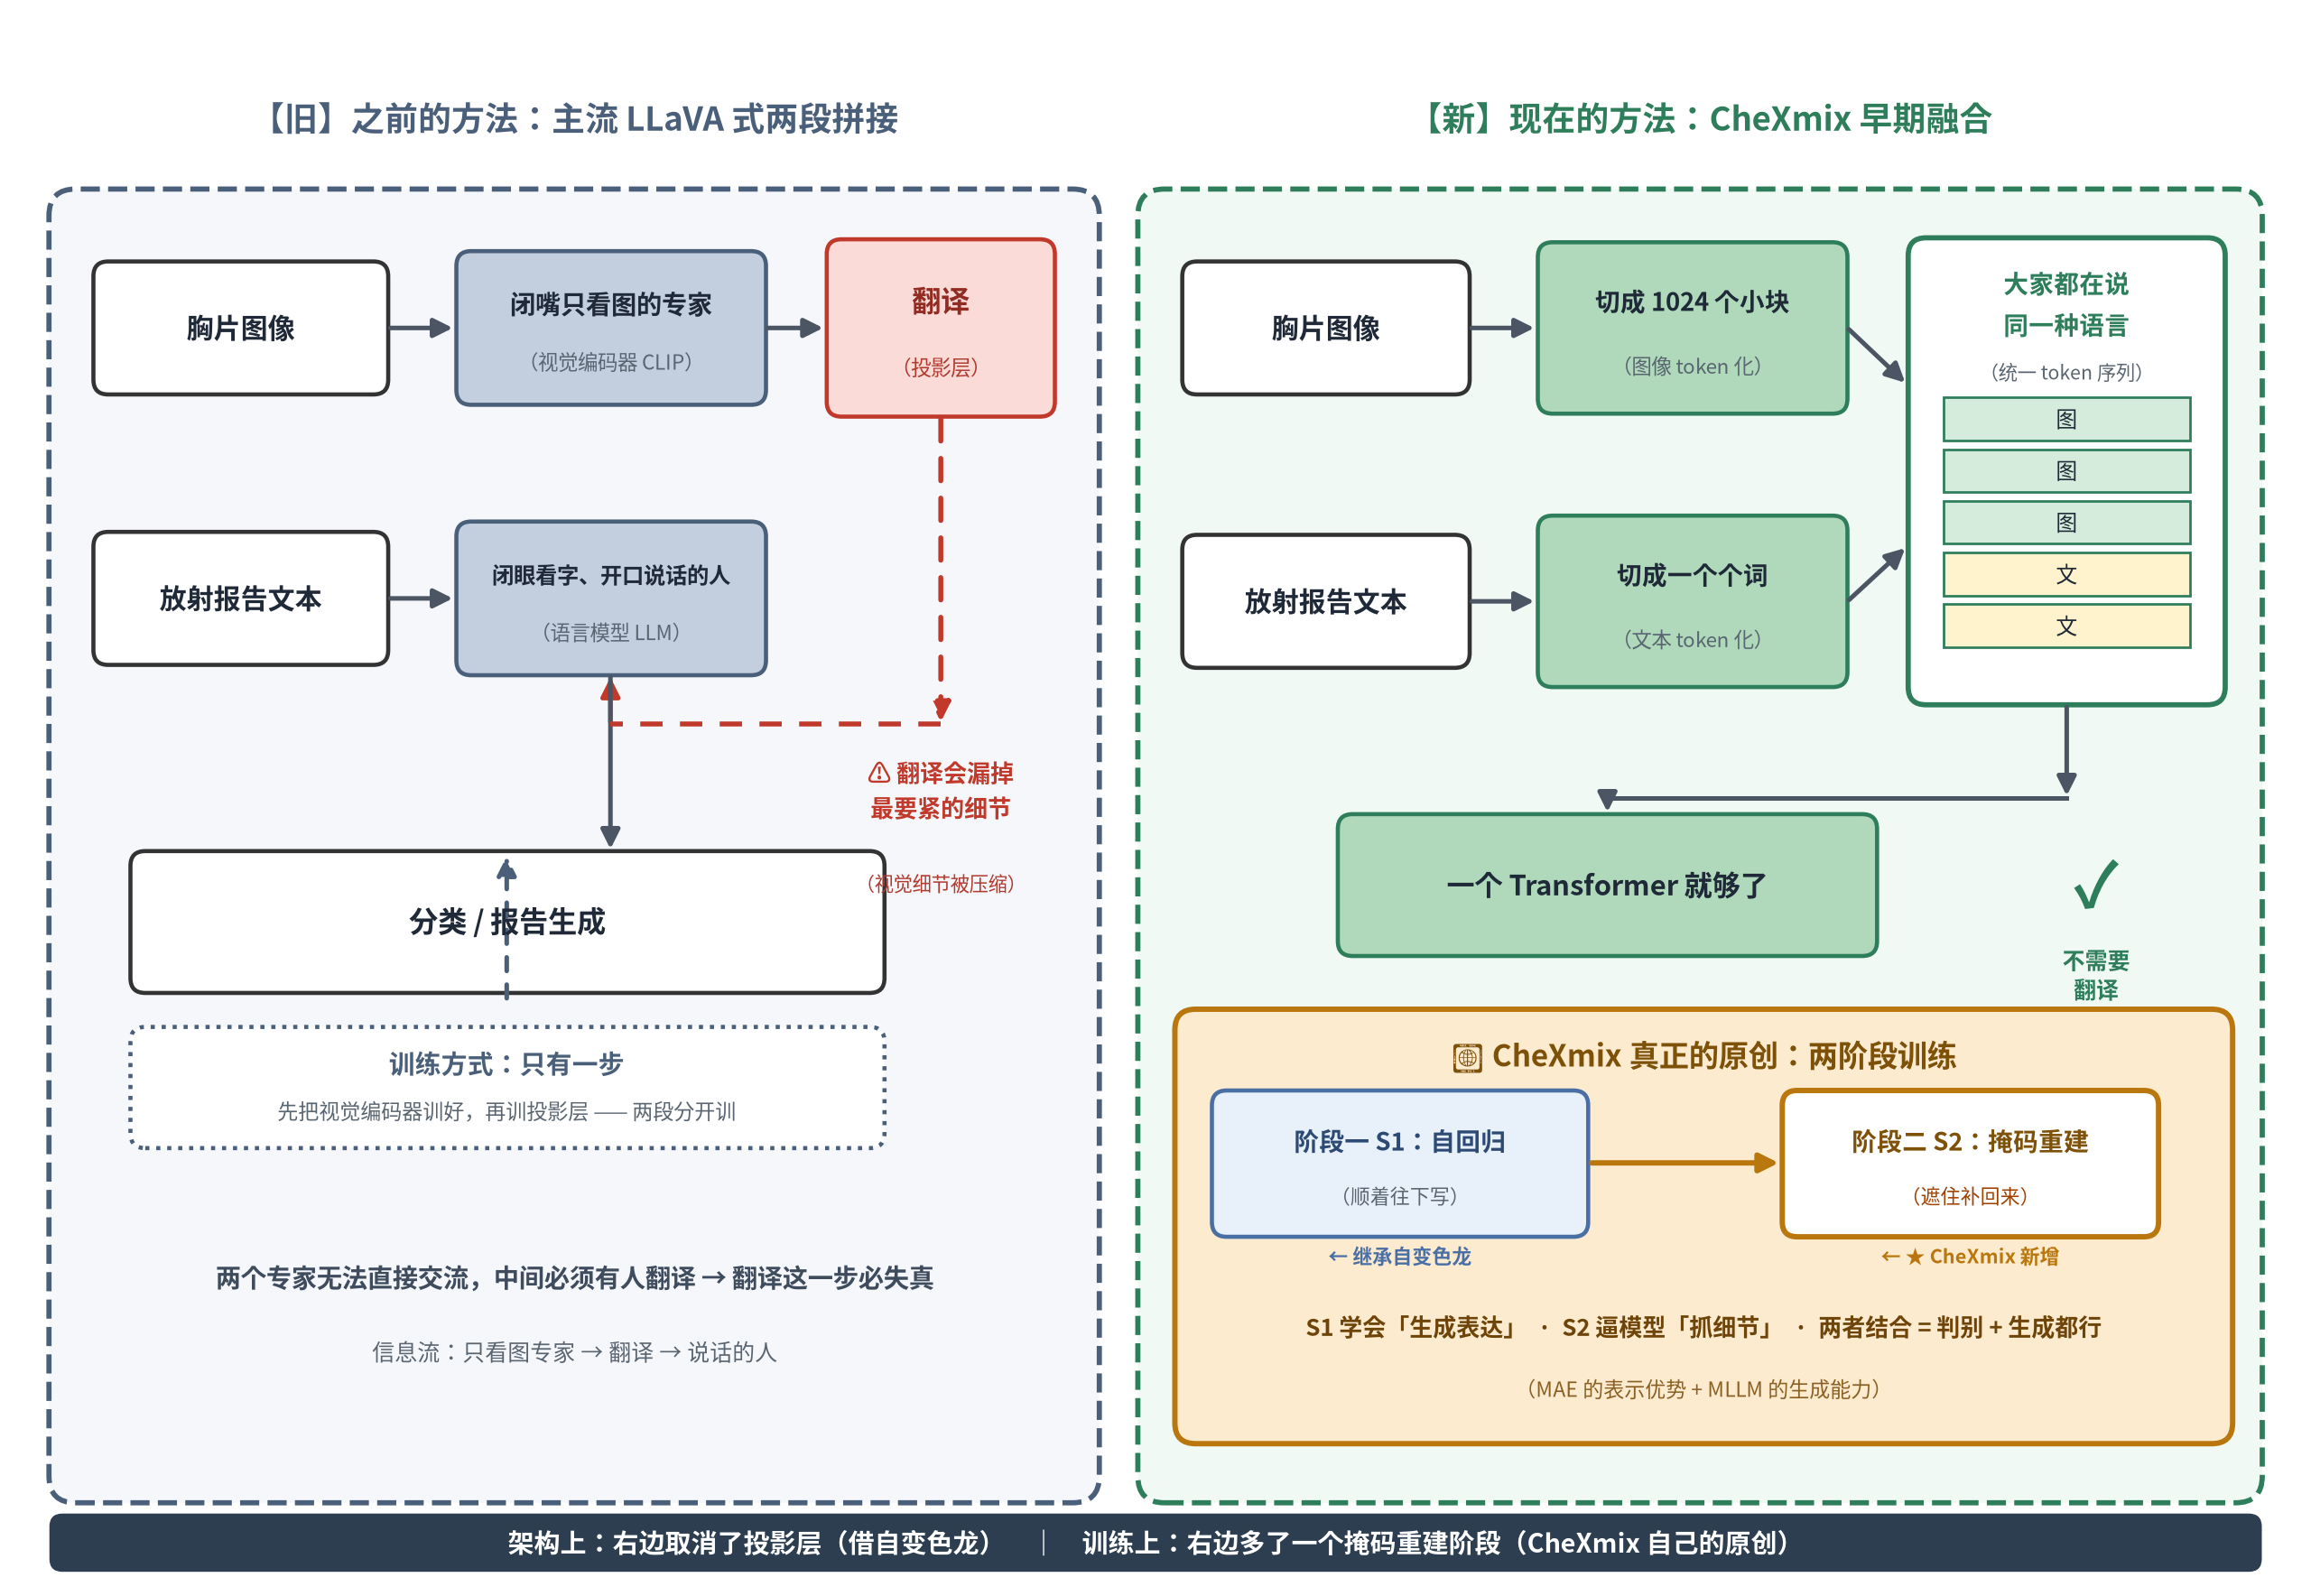 【旧】之前的方法：主流 LLaVA 式两段拼接
胸片图像
闭嘴只看图的专家
（视觉编码器 CLIP）
翻译
（投影层）
放射报告文本
闭眼看字、开口说话的人
（语言模型 LLM）
⚠ 翻译会漏掉
最要紧的细节
（视觉细节被压缩）
分类 / 报告生成
训练方式：只有一步
先把视觉编码器训好，再训投影层 —— 两段分开训
两个专家无法直接交流，中间必须有人翻译 → 翻译这一步必失真
信息流：只看图专家 → 翻译 → 说话的人
【新】现在的方法：CheXmix 早期融合
胸片图像
切成 1024 个小块
（图像 token 化）
大家都在说
同一种语言
（统一 token 序列）
图
图
图
文
文
放射报告文本
切成一个个词
（文本 token 化）
一个 Transformer 就够了
✓
不需要
翻译
CheXmix 真正的原创：两阶段训练
阶段一 S1：自回归
（顺着往下写）
← 继承自变色龙
阶段二 S2：掩码重建
（遮住补回来）
← ★ CheXmix 新增
S1 学会「生成表达」 · S2 逼模型「抓细节」 · 两者结合 = 判别 + 生成都行
（MAE 的表示优势 + MLLM 的生成能力）
架构上：右边取消了投影层（借自变色龙） ｜ 训练上：右边多了一个掩码重建阶段（CheXmix 自己的原创）